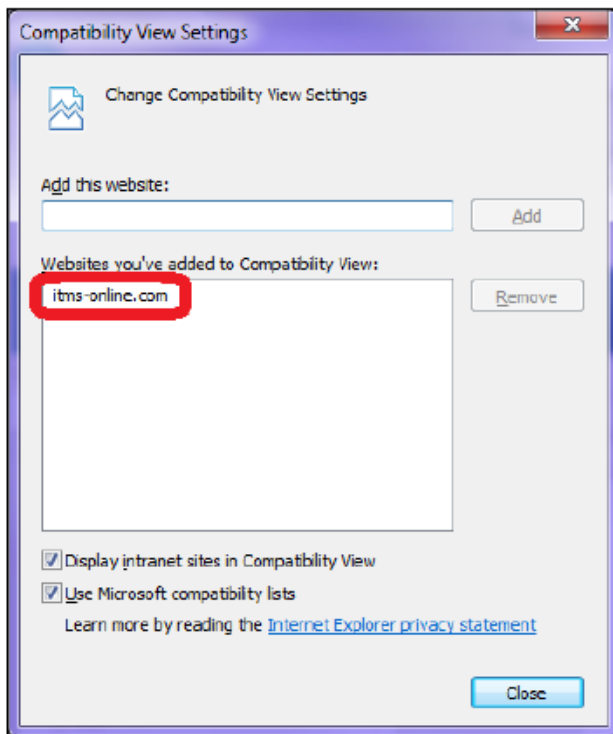 Compatibility View Settings
Change Compatibility View Settings
Add this website:
Add
Websites you've added to Compatibility View:
itms-online.com
Remove
Display intranet sites in Compatibility View
Use Microsoft compatibility lists
Learn more by reading the Internet Explorer privacy statement
Close